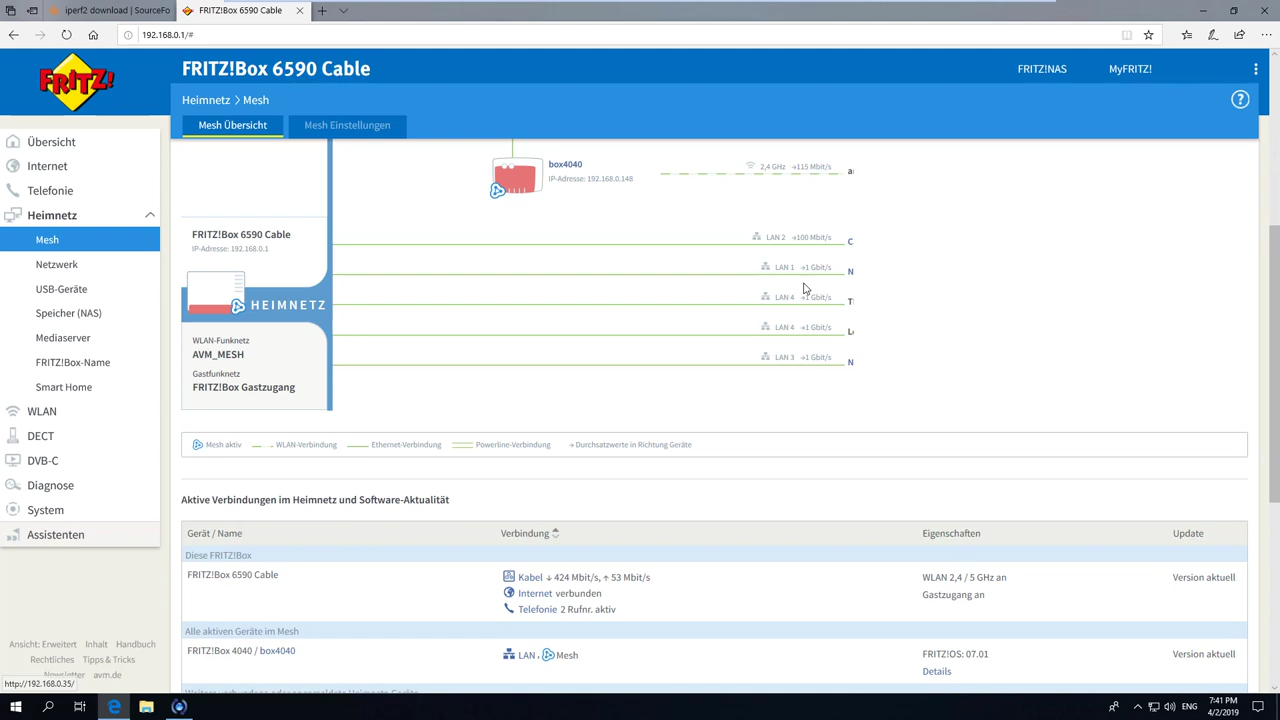 iperf2 download | SourceFo
FRITZ!Box 6590 Cable
192.168.0.1/#
FRITZ!
FRITZ!Box 6590 Cable
FRITZ!NAS
MyFRITZ!
Heimnetz > Mesh
Mesh Übersicht
Mesh Einstellungen
Übersicht
Internet
Telefonie
Heimnetz
Mesh
Netzwerk
USB-Geräte
Speicher (NAS)
Mediaserver
FRITZ!Box-Name
Smart Home
WLAN
DECT
DVB-C
Diagnose
System
Assistenten
Ansicht: Erweitert Inhalt Handbuch
Rechtliches Tipps & Tricks
Newsletter avm.de
http://192.168.0.35/
box4040
IP-Adresse: 192.168.0.148
2,4 GHz →115 Mbit/s
FRITZ!Box 6590 Cable
IP-Adresse: 192.168.0.1
HEIMNETZ
WLAN-Funknetz
AVM_MESH
Gastfunknetz
FRITZ!Box Gastzugang
LAN 2 →100 Mbit/s C
LAN 1 →1 Gbit/s N
LAN 4 →1 Gbit/s
LAN 4 →1 Gbit/s
LAN 3 →1 Gbit/s N
Mesh aktiv WLAN-Verbindung Ethernet-Verbindung Powerline-Verbindung → Durchsatzwerte in Richtung Geräte
Aktive Verbindungen im Heimnetz und Software-Aktualität
Gerät / Name Verbindung Eigenschaften Update
Diese FRITZ!Box
FRITZ!Box 6590 Cable
Kabel ↓ 424 Mbit/s, ↑ 53 Mbit/s
Internet verbunden
Telefonie 2 Rufnr. aktiv
WLAN 2,4 / 5 GHz an
Gastzugang an
Version aktuell
Alle aktiven Geräte im Mesh
FRITZ!Box 4040 / box4040
LAN , Mesh
FRITZ!OS: 07.01
Details
Version aktuell
ENG
7:41 PM
4/2/2019